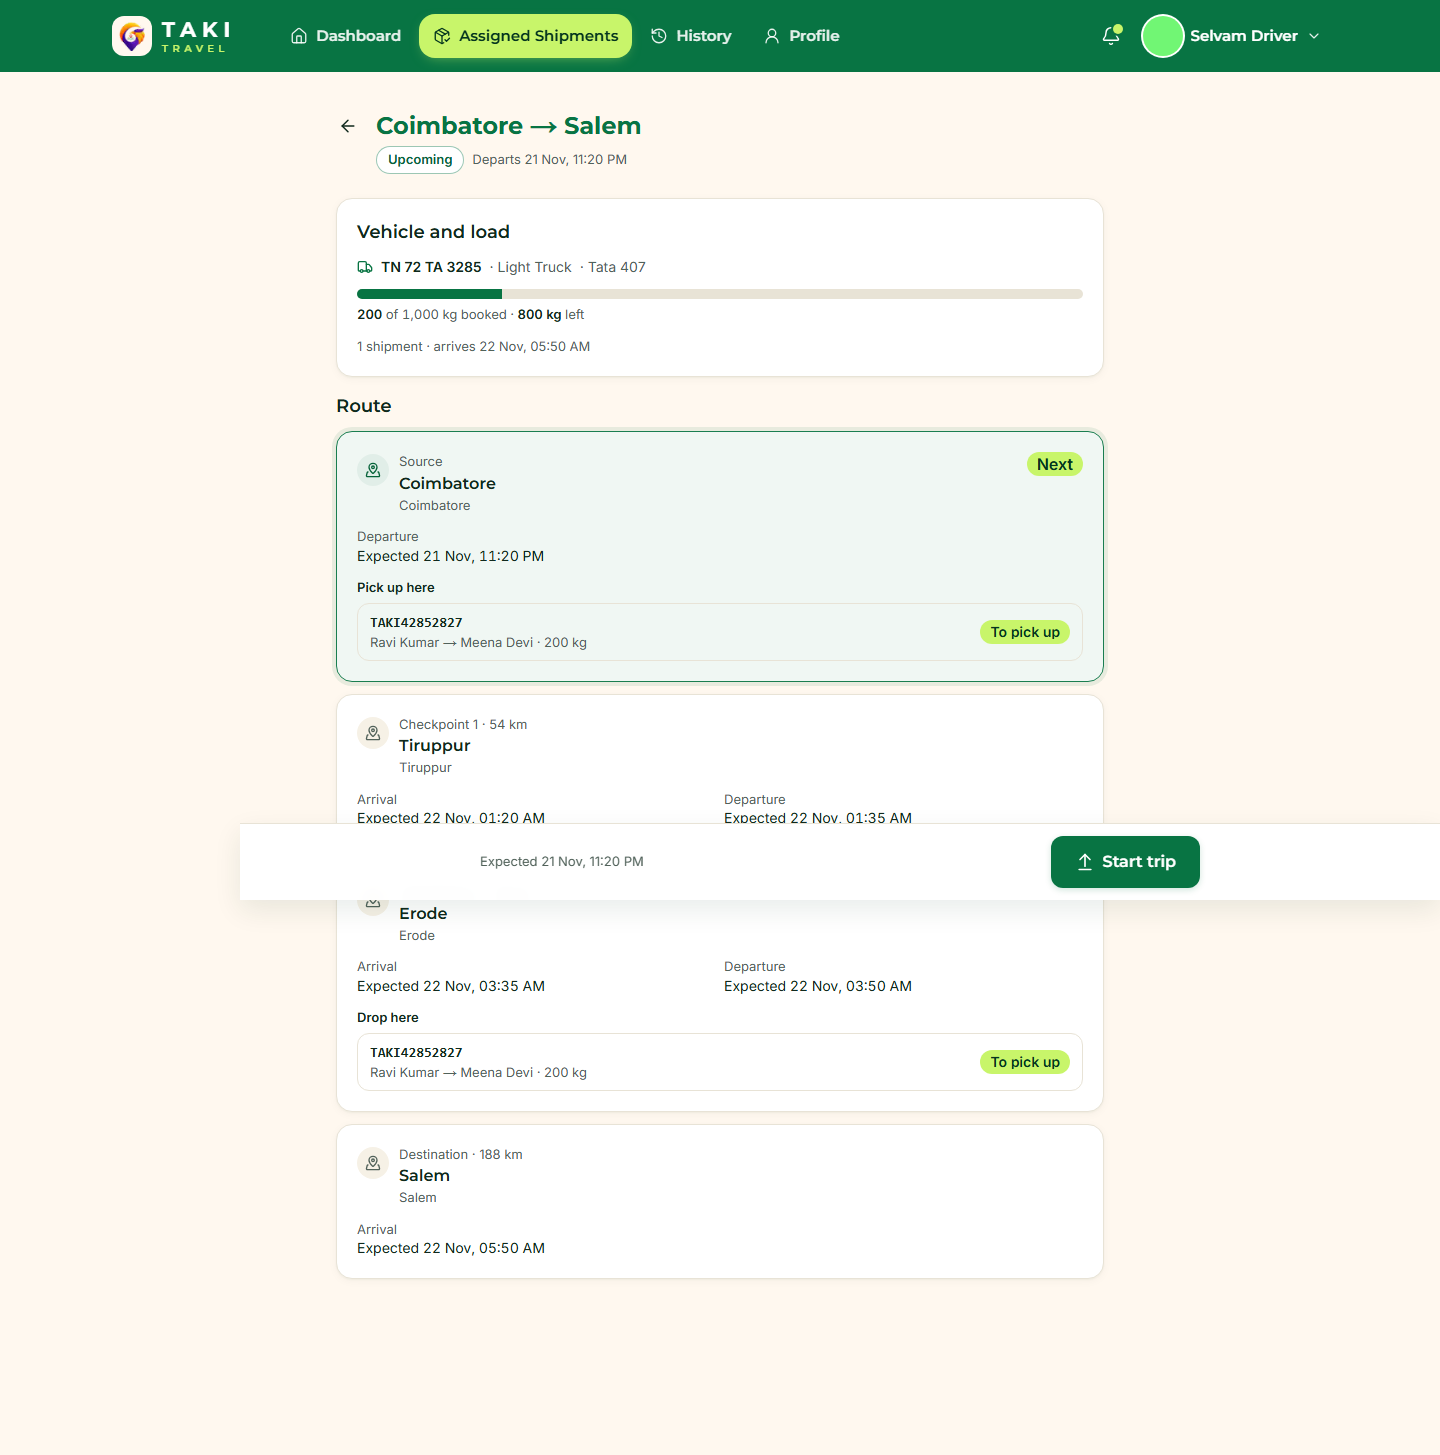 TAKI
TRAVEL
Dashboard
Assigned Shipments
History
Profile
Selvam Driver
Coimbatore → Salem
Upcoming
Departs 21 Nov, 11:20 PM
Vehicle and load
TN 72 TA 3285 · Light Truck · Tata 407
200 of 1,000 kg booked · 800 kg left
1 shipment · arrives 22 Nov, 05:50 AM
Route
Source
Next
Coimbatore
Coimbatore
Departure
Expected 21 Nov, 11:20 PM
Pick up here
TAKI42852827
Ravi Kumar → Meena Devi · 200 kg
To pick up
Checkpoint 1 · 54 km
Tiruppur
Tiruppur
Arrival
Expected 22 Nov, 01:20 AM
Departure
Expected 22 Nov, 01:35 AM
Expected 21 Nov, 11:20 PM
Start trip
Erode
Erode
Arrival
Expected 22 Nov, 03:35 AM
Departure
Expected 22 Nov, 03:50 AM
Drop here
TAKI42852827
Ravi Kumar → Meena Devi · 200 kg
To pick up
Destination · 188 km
Salem
Salem
Arrival
Expected 22 Nov, 05:50 AM